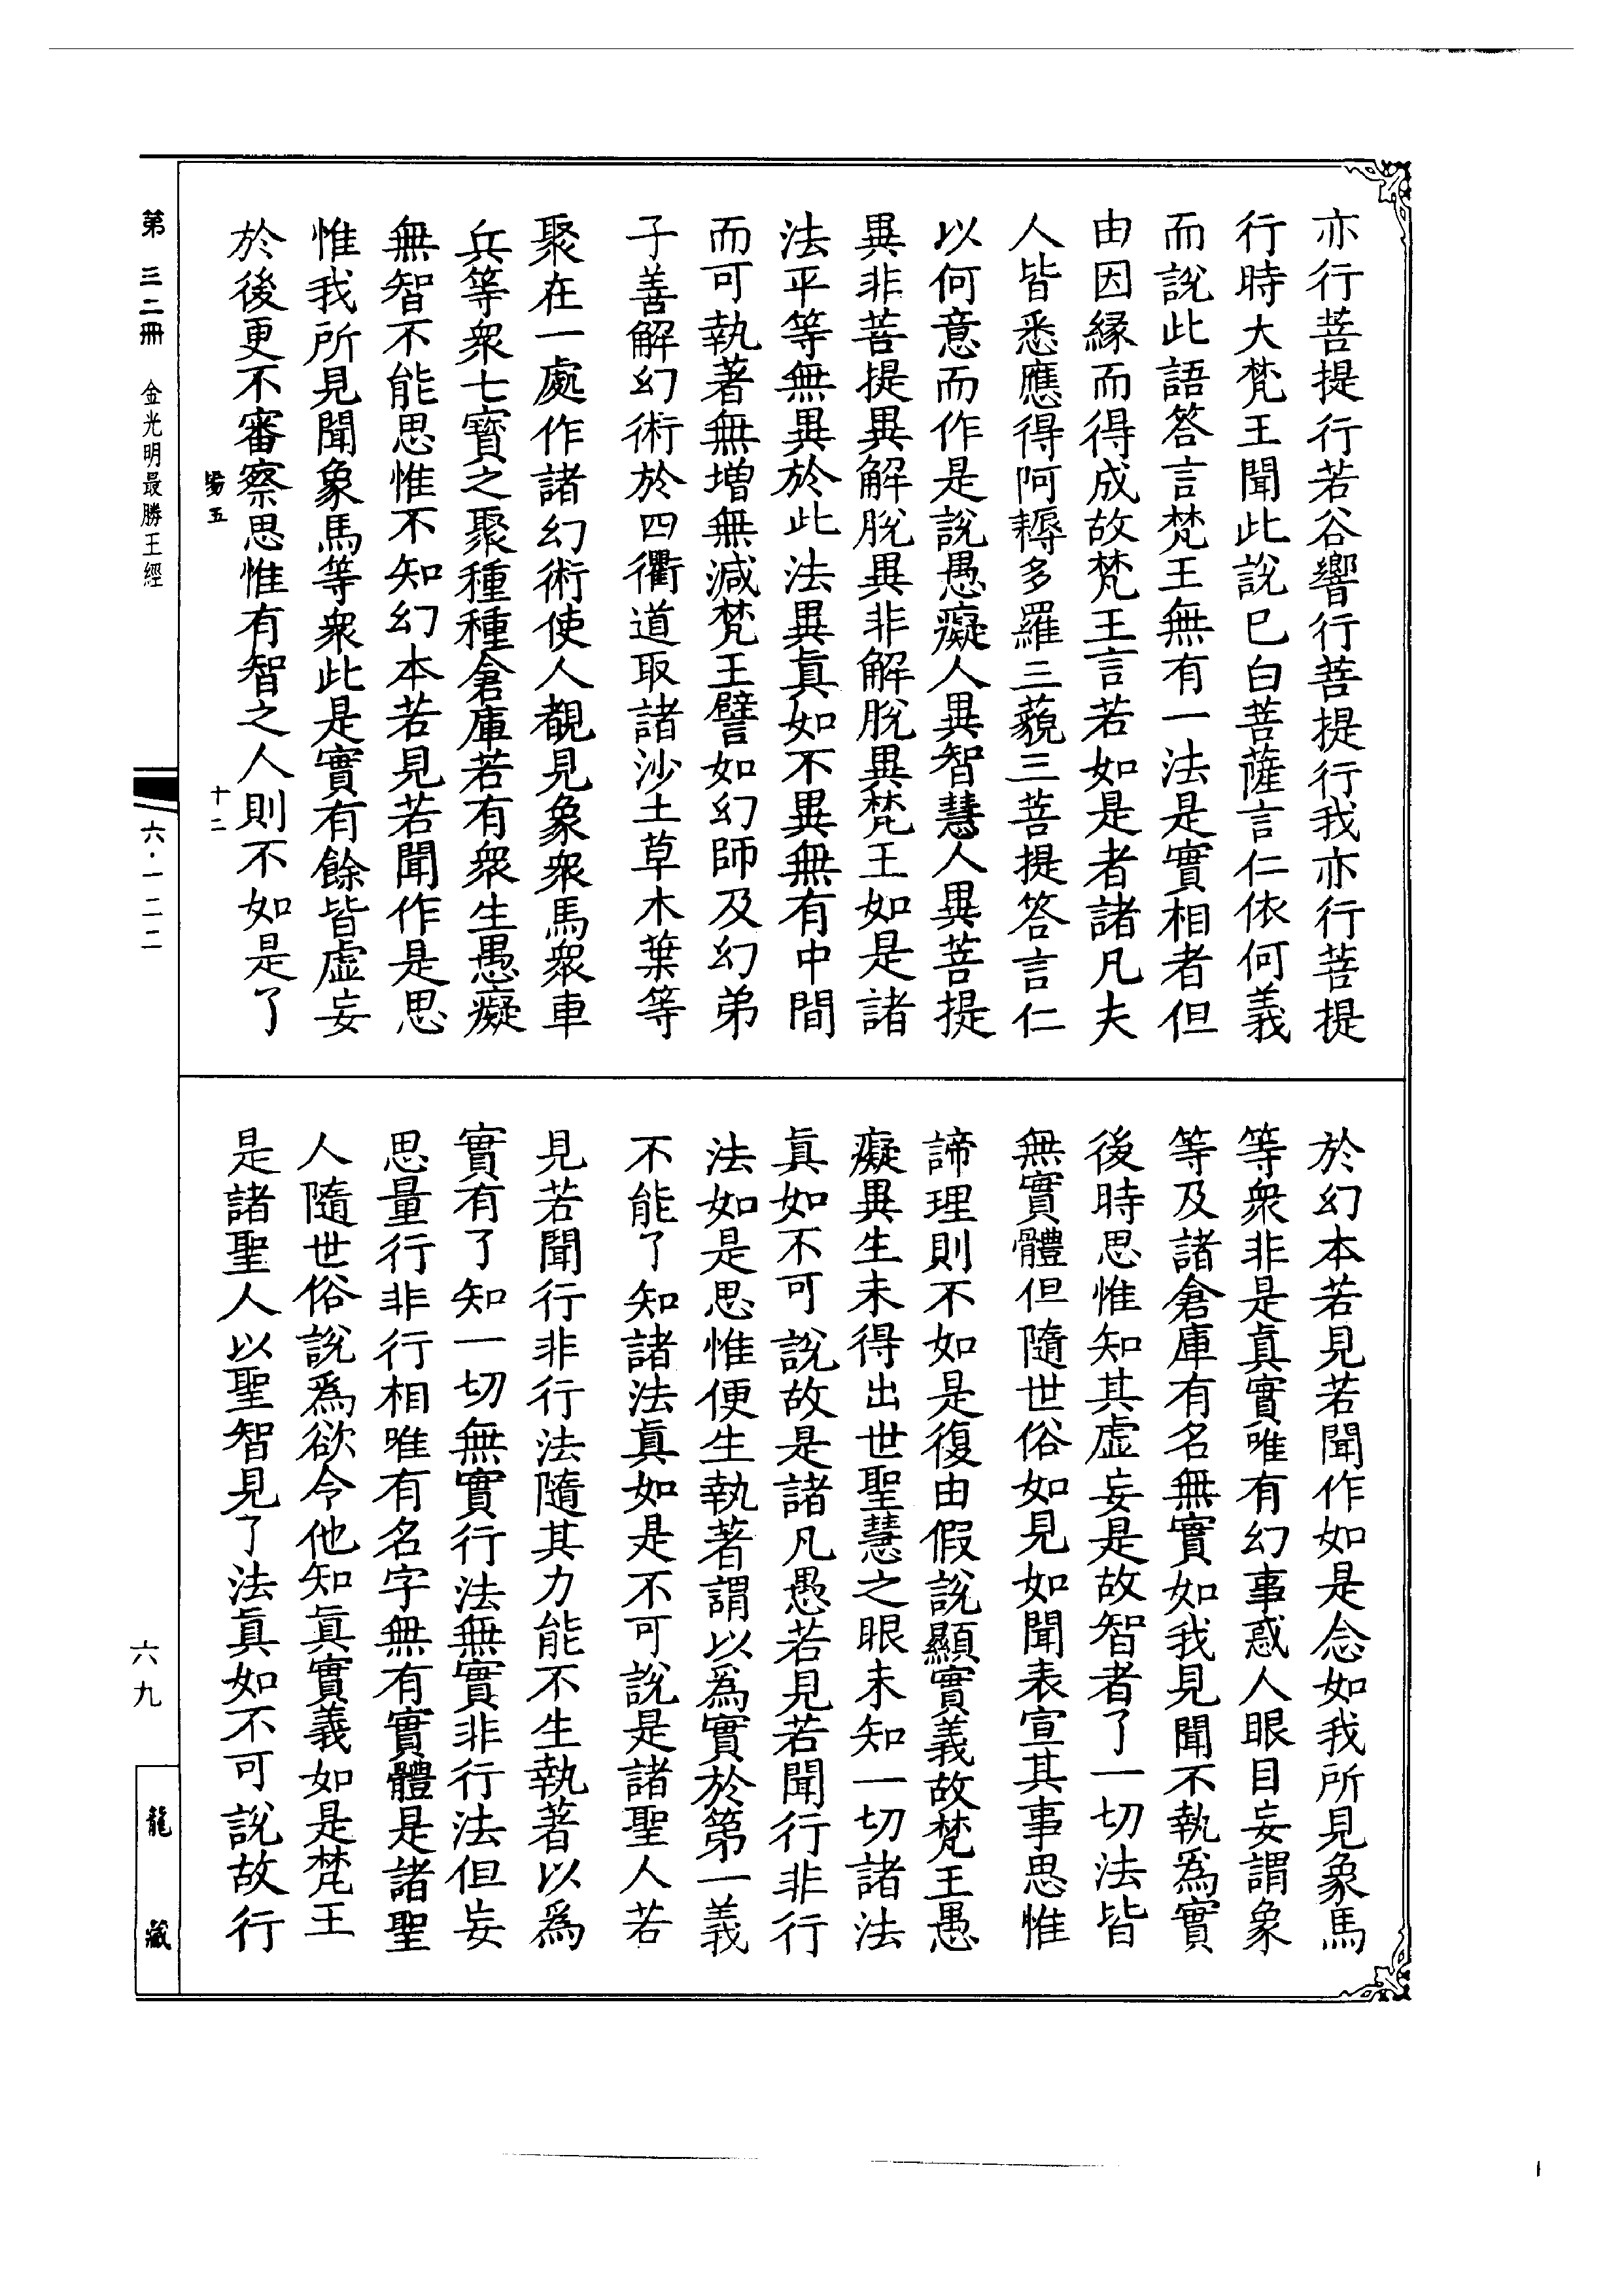 亦行菩提行若谷響行菩提行我亦行菩提
行時大梵王聞此說已白菩薩言仁依何義
而說此語答言梵王無有一法是實相者但
由因緣而得成故梵王言若如是者諸凡夫
人皆悉應得阿耨多羅三藐三菩提答言仁
以何意而作是說愚癡人異智慧人異菩提
異非菩提異解脫異非解脫異梵王如是諸
法平等無異於此法異真如不異無有中間
而可執著無增無減梵王譬如幻師及幻弟
子善解幻術於四衢道取諸沙土草木葉等
聚在一處作諸幻術使人覩見象衆馬衆車
兵等衆七寶之聚種種倉庫若有衆生愚癡
無智不能思惟不知幻本若見若聞作是思
惟我所見聞象馬等衆此是實有餘皆虛妄
於後更不審察思惟有智之人則不如是了
於幻本若見若聞作如是念如我所見象馬
等衆非是真實唯有幻事惑人眼目妄謂象
等及諸倉庫有名無實如我見聞不執爲實
後時思惟知其虛妄是故智者了一切法皆
無實體但隨世俗如見如聞表宣其事思惟
諦理則不如是復由假說顯實義故梵王愚
癡異生未得出世聖慧之眼未知一切諸法
真如不可說故是諸凡愚若見若聞行非行
法如是思惟便生執著謂以爲實於第一義
不能了知諸法真如是不可說是諸聖人若
見若聞行非行法隨其力能不生執著以爲
實有了知一切無實行法無實非行法但妄
思量行非行相唯有名字無有實體是諸聖
人隨世俗說爲欲令他知真實義如是梵王
是諸聖人以聖智見了法真如不可說故行
場五
十二
第三二冊 金光明最勝王經
六·一二二
六九
龍藏